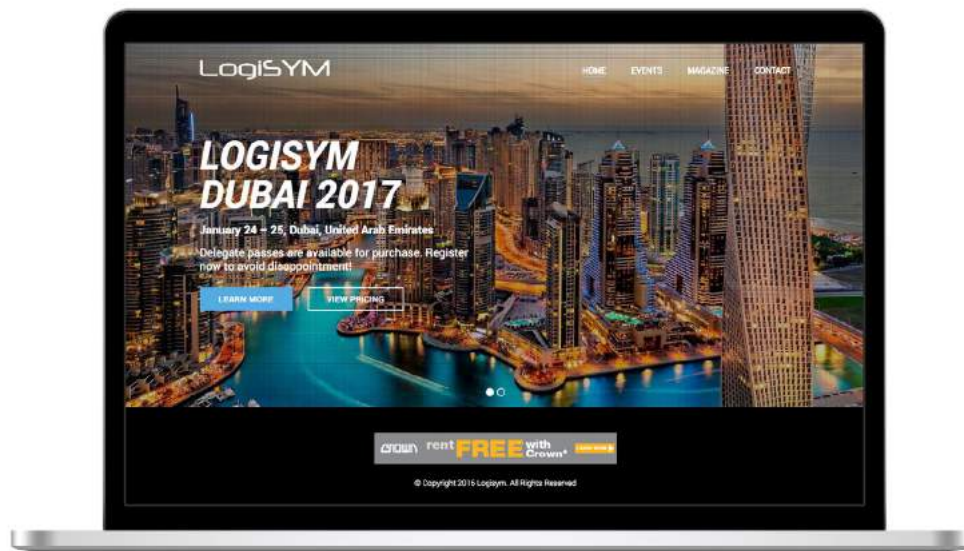 LogiSYM
HOME EVENTS MAGAZINE CONTACT
LOGISYM
DUBAI 2017
January 24 – 25, Dubai, United Arab Emirates
Delegate passes are available for purchase. Register
now to avoid disappointment!
LEARN MORE VIEW PRICING
CROWN rent FREE with Crown*
© Copyright 2016 Logisym. All Rights Reserved